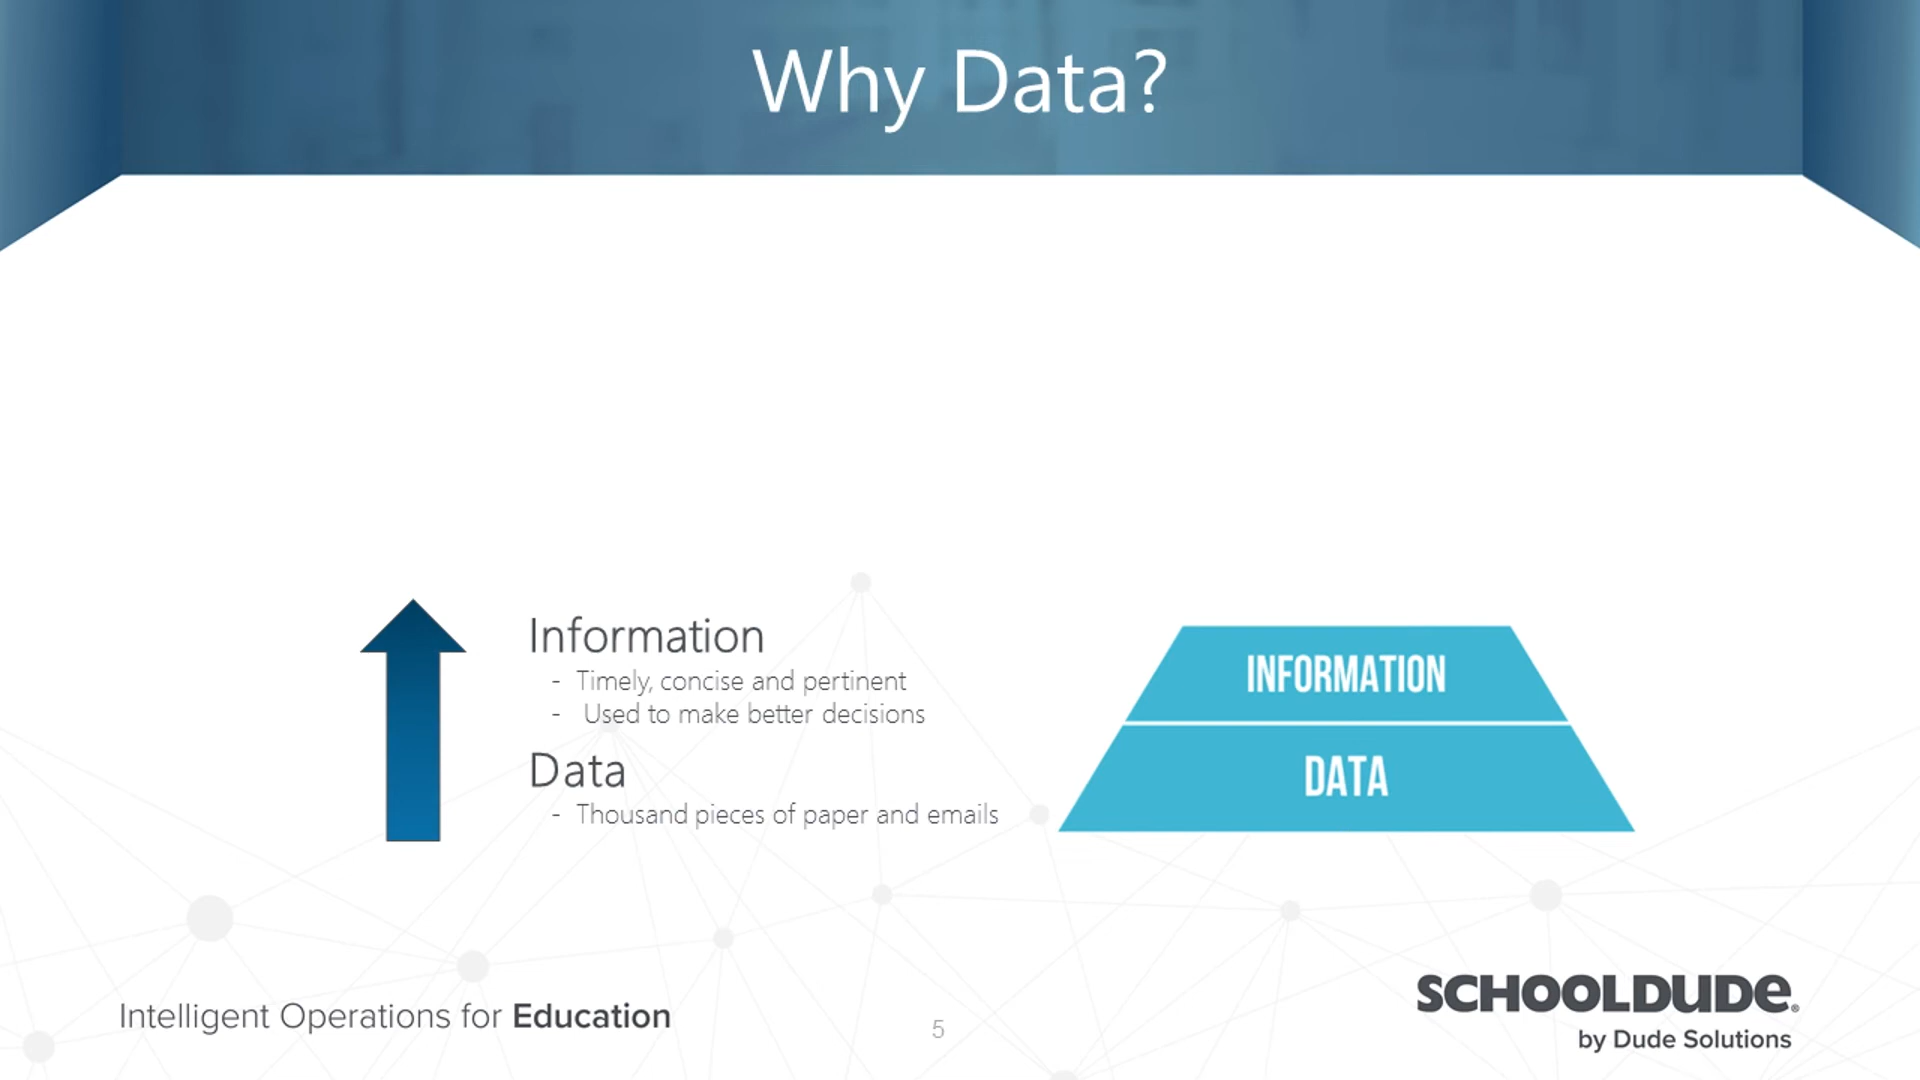 Why Data?
Information
- Timely, concise and pertinent
- Used to make better decisions
Data
- Thousand pieces of paper and emails
INFORMATION
DATA
Intelligent Operations for Education
5
SCHOOLDUDE®
by Dude Solutions